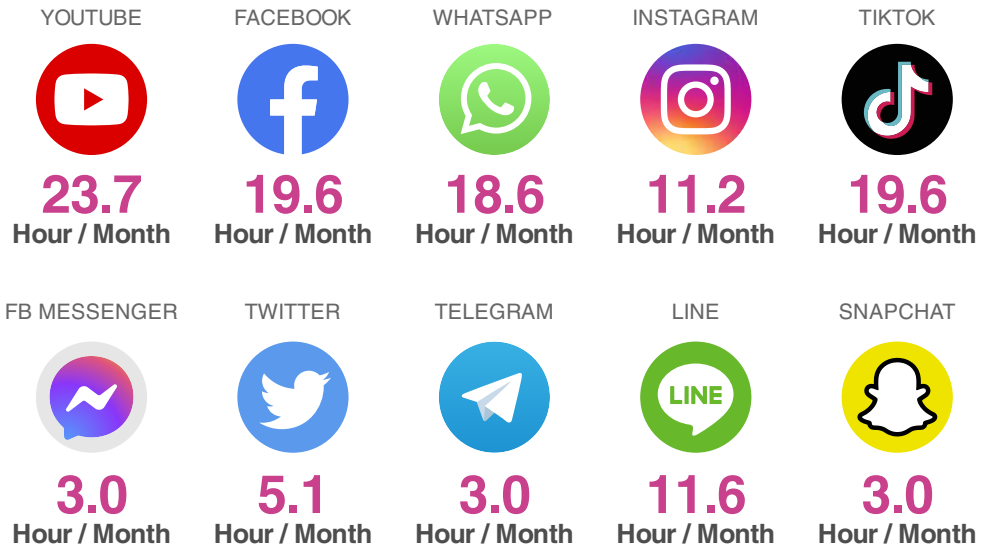 YOUTUBE FACEBOOK WHATSAPP INSTAGRAM TIKTOK
23.7 19.6 18.6 11.2 19.6
Hour / Month Hour / Month Hour / Month Hour / Month Hour / Month
FB MESSENGER TWITTER TELEGRAM LINE SNAPCHAT
LINE
3.0 5.1 3.0 11.6 3.0
Hour / Month Hour / Month Hour / Month Hour / Month Hour / Month